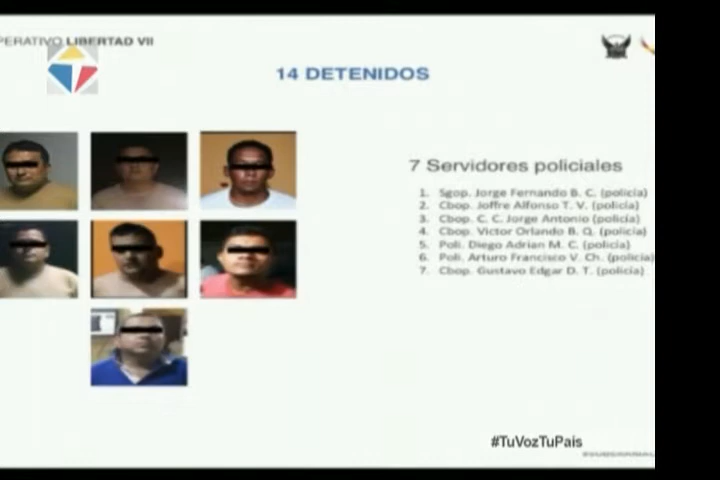 PERATIVO LIBERTAD VII
14 DETENIDOS
7 Servidores policiales
1. Sgop. Jorge Fernando B. C. (policía)
2. Cbop. Joffre Alfonso T. V. (policía)
3. Cbop. C. C. Jorge Antonio (policía)
4. Cbop. Victor Orlando B. Q. (policía)
5. Poli. Diego Adrian M. C. (policía)
6. Poli. Arturo Francisco V. Ch. (policía)
7. Cbop. Gustavo Edgar D. T. (policía)
#TuVozTuPaís